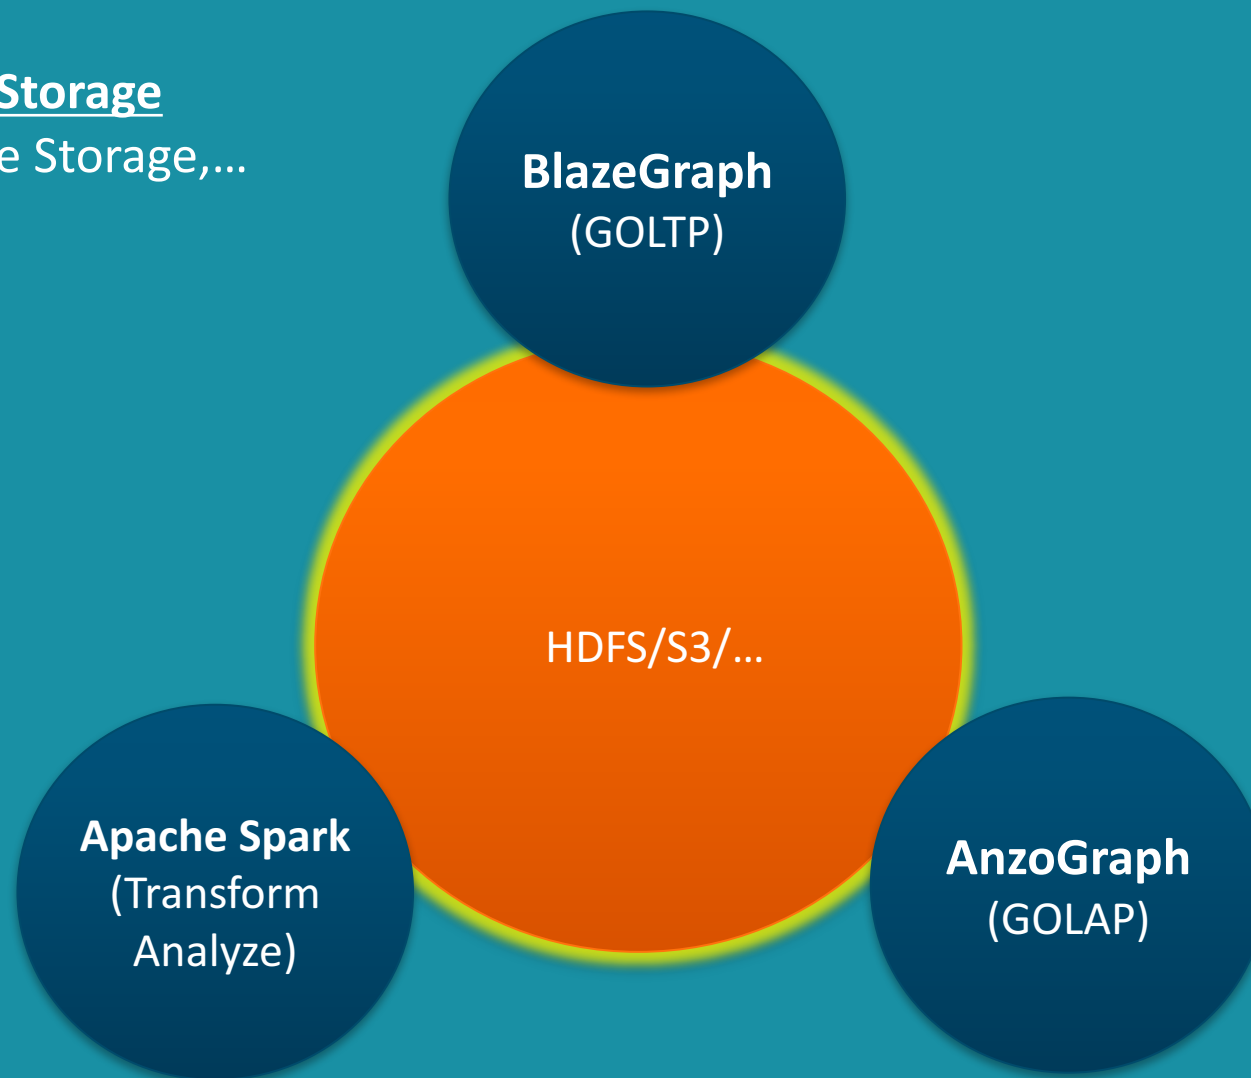 Storage
e Storage,...
BlazeGraph
(GOLTP)
HDFS/S3/...
Apache Spark
(Transform
Analyze)
AnzoGraph
(GOLAP)